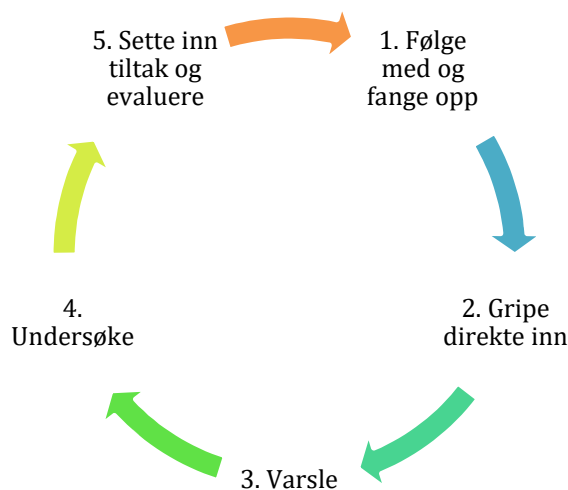 1. Følge
med og
fange opp
2. Gripe
direkte inn
3. Varsle
4.
Undersøke
5. Sette inn
tiltak og
evaluere